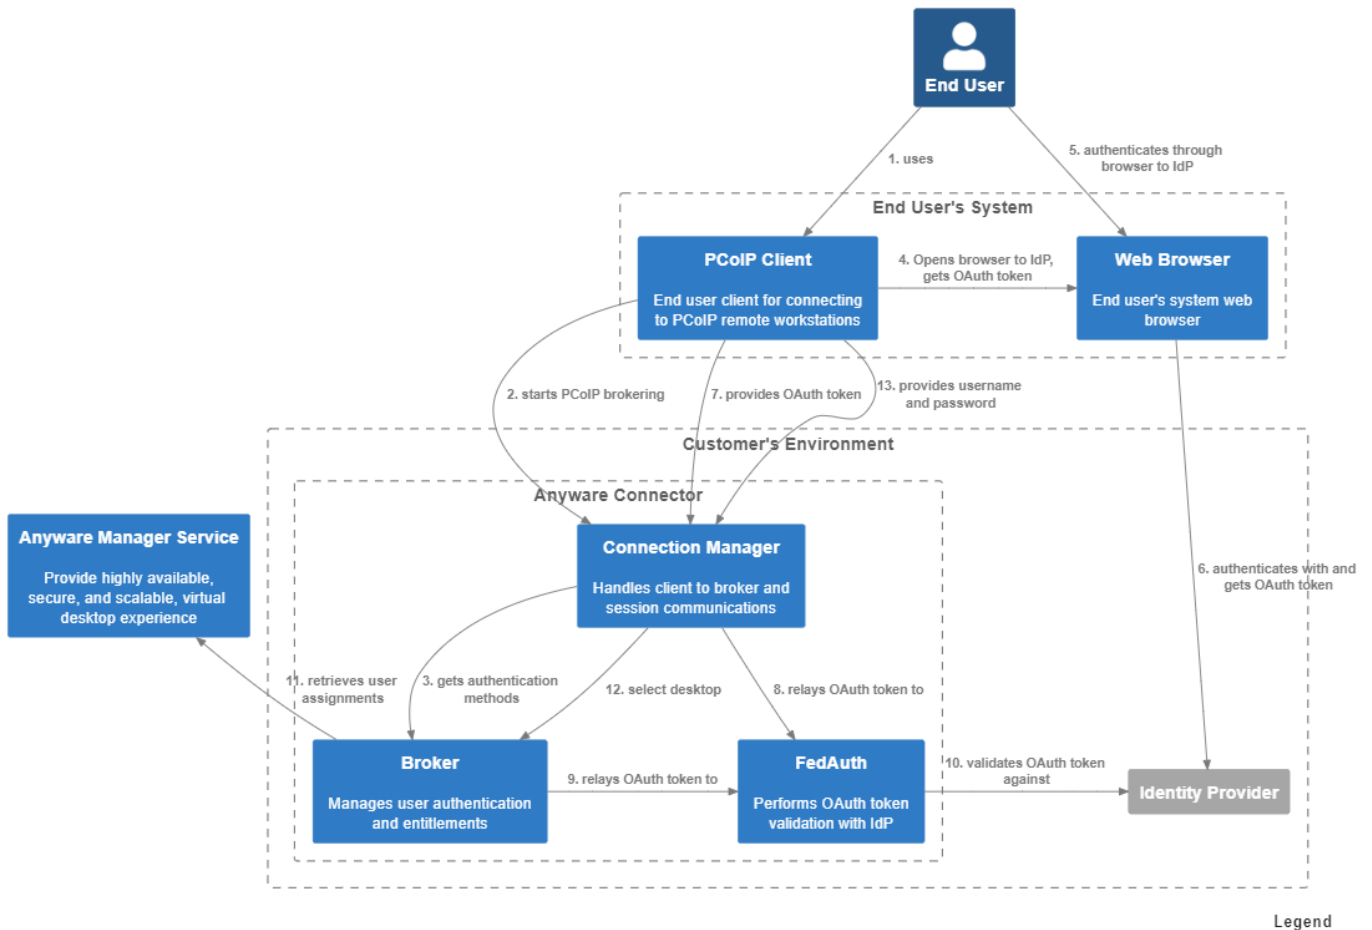 End User
1. uses
5. authenticates through
browser to IdP
End User's System
PCoIP Client
End user client for connecting
to PCoIP remote workstations
4. Opens browser to IdP,
gets OAuth token
Web Browser
End user's system web
browser
2. starts PCoIP brokering
7. provides OAuth token
13. provides username
and password
Customer's Environment
Anyware Connector
Anyware Manager Service
Provide highly available,
secure, and scalable, virtual
desktop experience
Connection Manager
Handles client to broker and
session communications
6. authenticates with and
gets OAuth token
11. retrieves user
assignments
3. gets authentication
methods
12. select desktop
8. relays OAuth token to
Broker
Manages user authentication
and entitlements
9. relays OAuth token to
FedAuth
Performs OAuth token
validation with IdP
10. validates OAuth token
against
Identity Provider
Legend